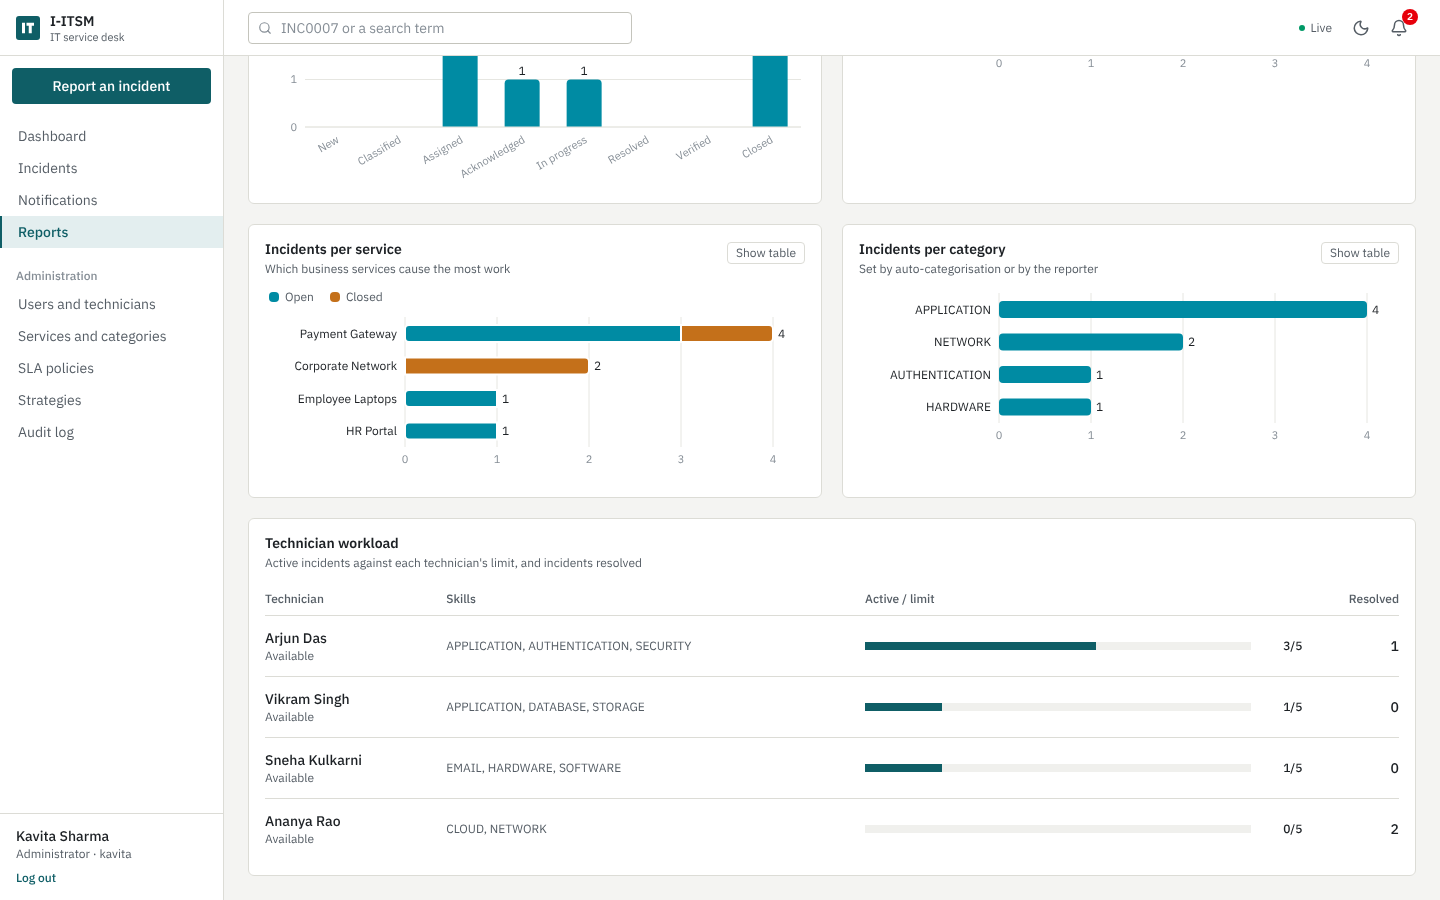 IT
I-ITSM
IT service desk
INC0007 or a search term
Live
2
Report an incident
Dashboard
Incidents
Notifications
Reports
Administration
Users and technicians
Services and categories
SLA policies
Strategies
Audit log
Kavita Sharma
Administrator · kavita
Log out
1
0
1
1
New
Classified
Assigned
Acknowledged
In progress
Resolved
Verified
Closed
0 1 2 3 4
Incidents per service
Which business services cause the most work
Show table
Open Closed
Payment Gateway 4
Corporate Network 2
Employee Laptops 1
HR Portal 1
0 1 2 3 4
Incidents per category
Set by auto-categorisation or by the reporter
Show table
APPLICATION 4
NETWORK 2
AUTHENTICATION 1
HARDWARE 1
0 1 2 3 4
Technician workload
Active incidents against each technician's limit, and incidents resolved
Technician Skills Active / limit Resolved
Arjun Das
Available
APPLICATION, AUTHENTICATION, SECURITY 3/5 1
Vikram Singh
Available
APPLICATION, DATABASE, STORAGE 1/5 0
Sneha Kulkarni
Available
EMAIL, HARDWARE, SOFTWARE 1/5 0
Ananya Rao
Available
CLOUD, NETWORK 0/5 2